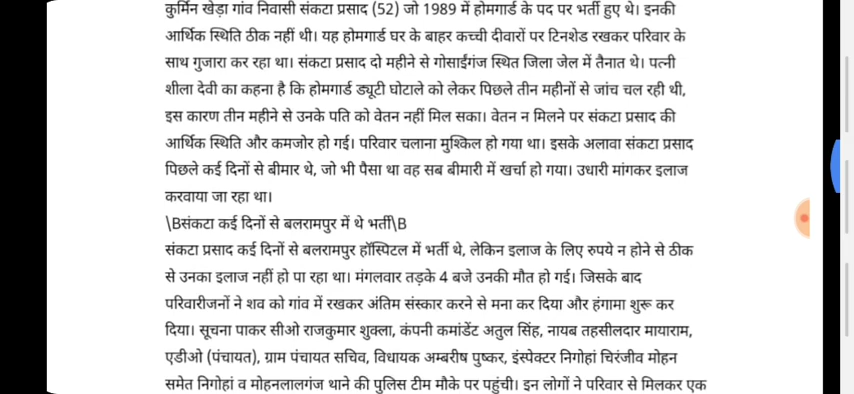 कुर्मिन खेड़ा गांव निवासी संकटा प्रसाद (52) जो 1989 में होमगार्ड के पद पर भर्ती हुए थे। इनकी
आर्थिक स्थिति ठीक नहीं थी। यह होमगार्ड घर के बाहर कच्ची दीवारों पर टिनशेड रखकर परिवार के
साथ गुजारा कर रहा था। संकटा प्रसाद दो महीने से गोसाईंगंज स्थित जिला जेल में तैनात थे। पत्नी
शीला देवी का कहना है कि होमगार्ड ड्यूटी घोटाले को लेकर पिछले तीन महीनों से जांच चल रही थी,
इस कारण तीन महीने से उनके पति को वेतन नहीं मिल सका। वेतन न मिलने पर संकटा प्रसाद की
आर्थिक स्थिति और कमजोर हो गई। परिवार चलाना मुश्किल हो गया था। इसके अलावा संकटा प्रसाद
पिछले कई दिनों से बीमार थे, जो भी पैसा था वह सब बीमारी में खर्चा हो गया। उधारी मांगकर इलाज
करवाया जा रहा था।
\Bसंकटा कई दिनों से बलरामपुर में थे भर्ती\B
संकटा प्रसाद कई दिनों से बलरामपुर हॉस्पिटल में भर्ती थे, लेकिन इलाज के लिए रुपये न होने से ठीक
से उनका इलाज नहीं हो पा रहा था। मंगलवार तड़के 4 बजे उनकी मौत हो गई। जिसके बाद
परिवारीजनों ने शव को गांव में रखकर अंतिम संस्कार करने से मना कर दिया और हंगामा शुरू कर
दिया। सूचना पाकर सीओ राजकुमार शुक्ला, कंपनी कमांडेंट अतुल सिंह, नायब तहसीलदार मायाराम,
एडीओ (पंचायत), ग्राम पंचायत सचिव, विधायक अम्बरीष पुष्कर, इंस्पेक्टर निगोहां चिरंजीव मोहन
समेत निगोहां व मोहनलालगंज थाने की पुलिस टीम मौके पर पहुंची। इन लोगों ने परिवार से मिलकर एक